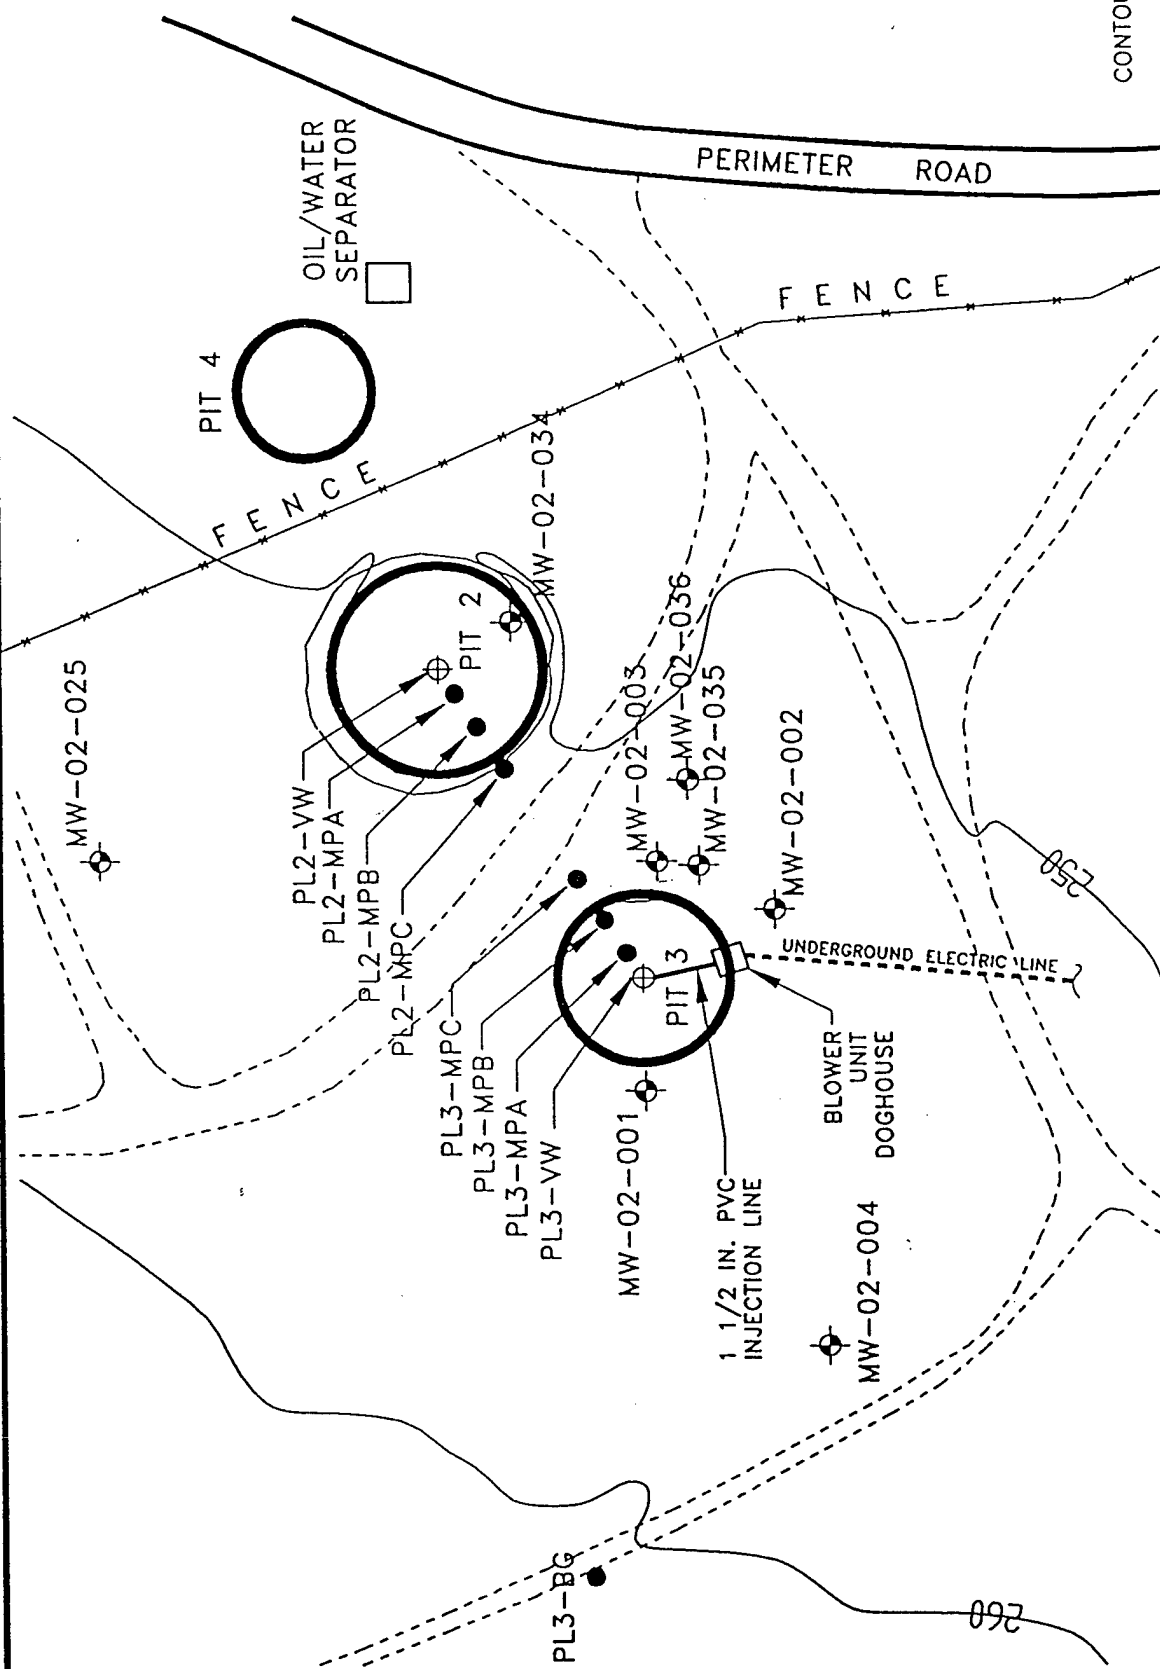 CONTOU
PERIMETER ROAD
OIL/WATER
SEPARATOR
PIT 4
FENCE
FENCE
MW-02-025
MW-02-034
PIT 2
PL2-VW
PL2-MPA
PL2-MPB
PL2-MPC
MW-02-003
MW-02-036
MW-02-035
MW-02-002
PL3-MPC
PL3-MPB
PL3-MPA
PL3-VW
PIT 3
UNDERGROUND ELECTRIC LINE
BLOWER
UNIT
DOGHOUSE
MW-02-001
1 1/2 IN. PVC
INJECTION LINE
MW-02-004
PL3-BG
250
260